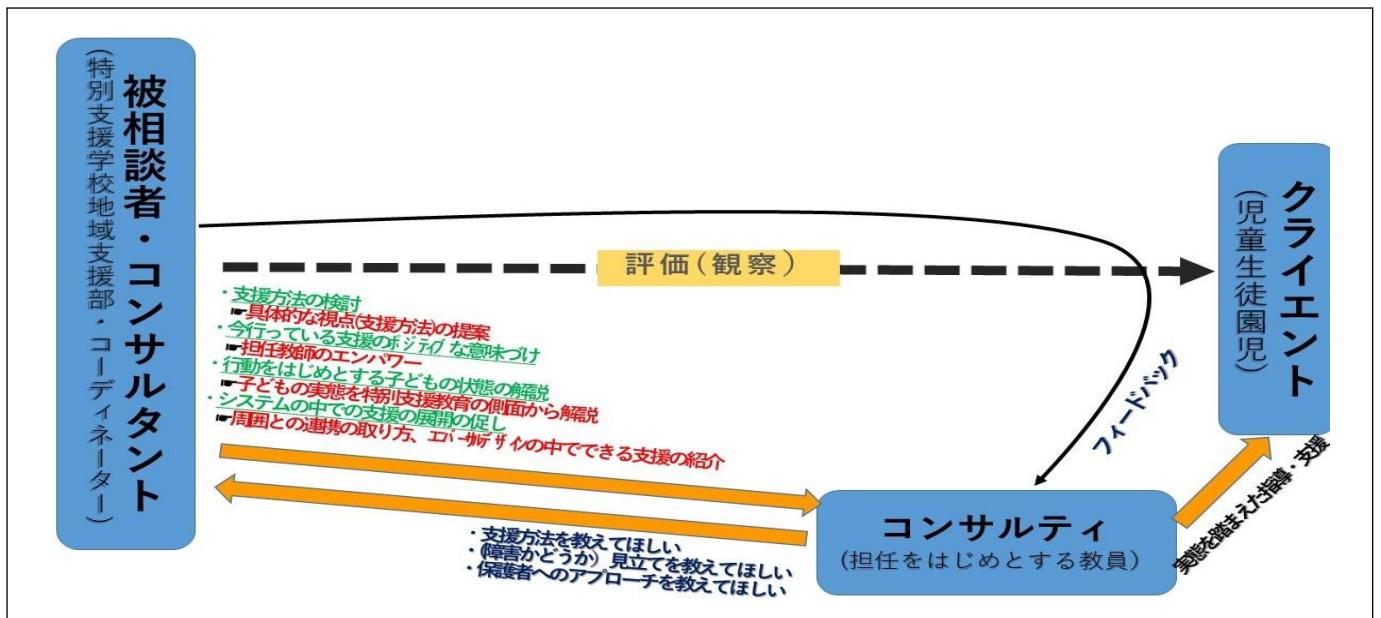 被相談者・コンサルタント
(特別支援学校地域支援部・コーディネーター)
評価(観察)
クライエント
(児童生徒園児)
・支援方法の検討
☛具体的な視点(支援方法)の提案
・今行っている支援のポジティブな意味づけ
☛担任教師のエンパワー
・行動をはじめとする子どもの状態の解説
☛子どもの実態を特別支援教育の側面から解説
・システムの中での支援の展開の促し
☛周囲との連携の取り方、ユニバーサルデザインの中でできる支援の紹介
フィードバック
コンサルティ
(担任をはじめとする教員)
実態を踏まえた指導・支援
・支援方法を教えてほしい
・(障害かどうか)見立てを教えてほしい
・保護者へのアプローチを教えてほしい